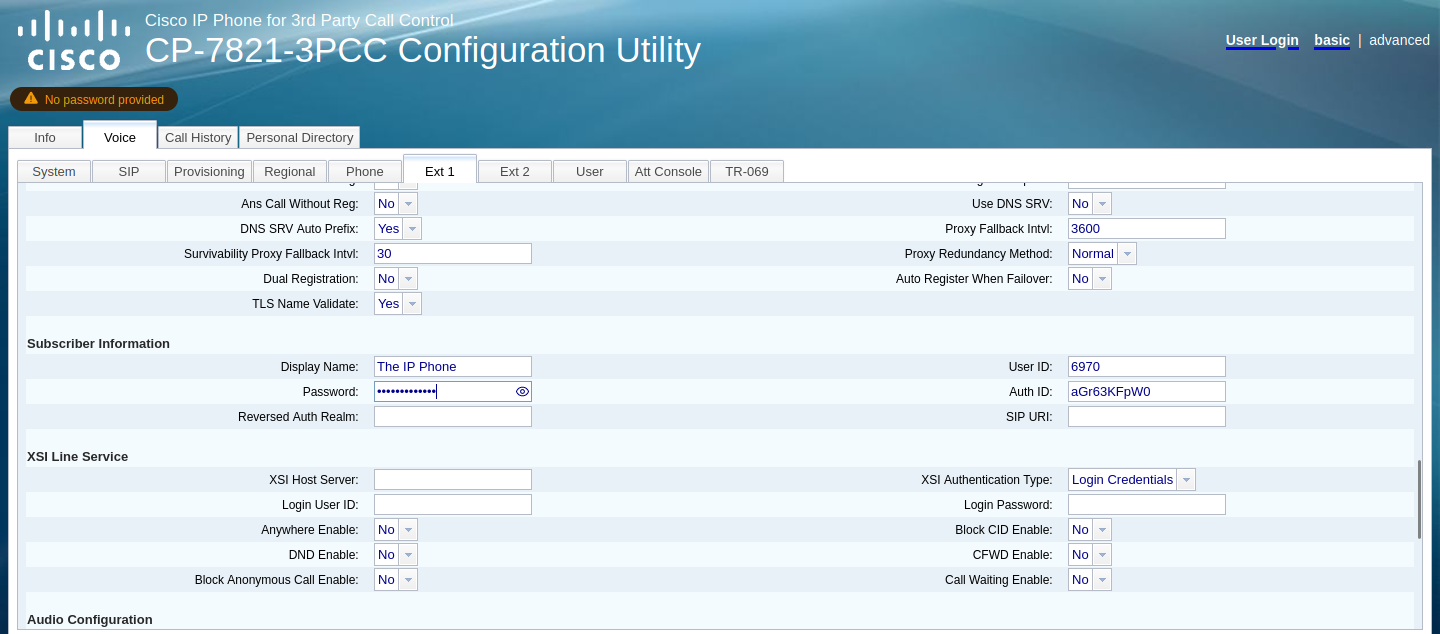 CISCO
Cisco IP Phone for 3rd Party Call Control
CP-7821-3PCC Configuration Utility
User Login basic | advanced
No password provided
Info Voice Call History Personal Directory
System SIP Provisioning Regional Phone Ext 1 Ext 2 User Att Console TR-069
Ans Call Without Reg: No Use DNS SRV: No
DNS SRV Auto Prefix: Yes Proxy Fallback Intvl: 3600
Survivability Proxy Fallback Intvl: 30 Proxy Redundancy Method: Normal
Dual Registration: No Auto Register When Failover: No
TLS Name Validate: Yes
Subscriber Information
Display Name: The IP Phone User ID: 6970
Password: ••••••••••••• Auth ID: aGr63KFpW0
Reversed Auth Realm: SIP URI:
XSI Line Service
XSI Host Server: XSI Authentication Type: Login Credentials
Login User ID: Login Password:
Anywhere Enable: No Block CID Enable: No
DND Enable: No CFWD Enable: No
Block Anonymous Call Enable: No Call Waiting Enable: No
Audio Configuration